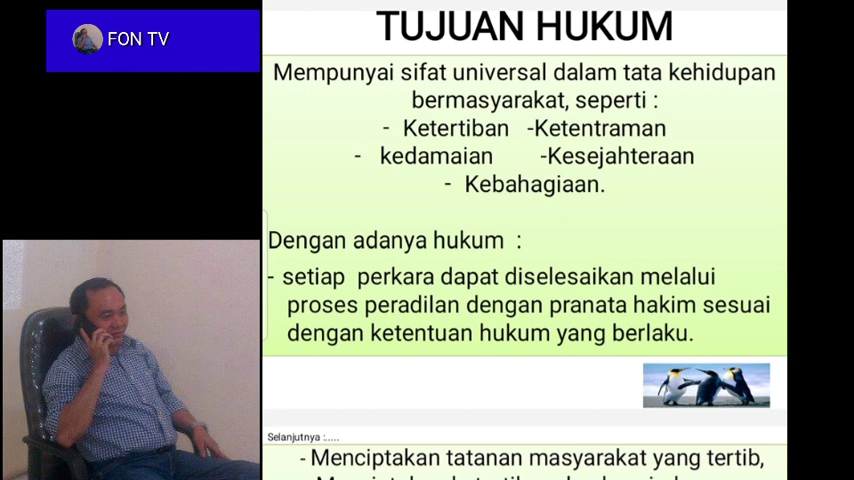 FON TV
TUJUAN HUKUM
Mempunyai sifat universal dalam tata kehidupan
bermasyarakat, seperti :
- Ketertiban -Ketentraman
- kedamaian -Kesejahteraan
- Kebahagiaan.
Dengan adanya hukum :
- setiap perkara dapat diselesaikan melalui
proses peradilan dengan pranata hakim sesuai
dengan ketentuan hukum yang berlaku.
Selanjutnya :.....
- Menciptakan tatanan masyarakat yang tertib,